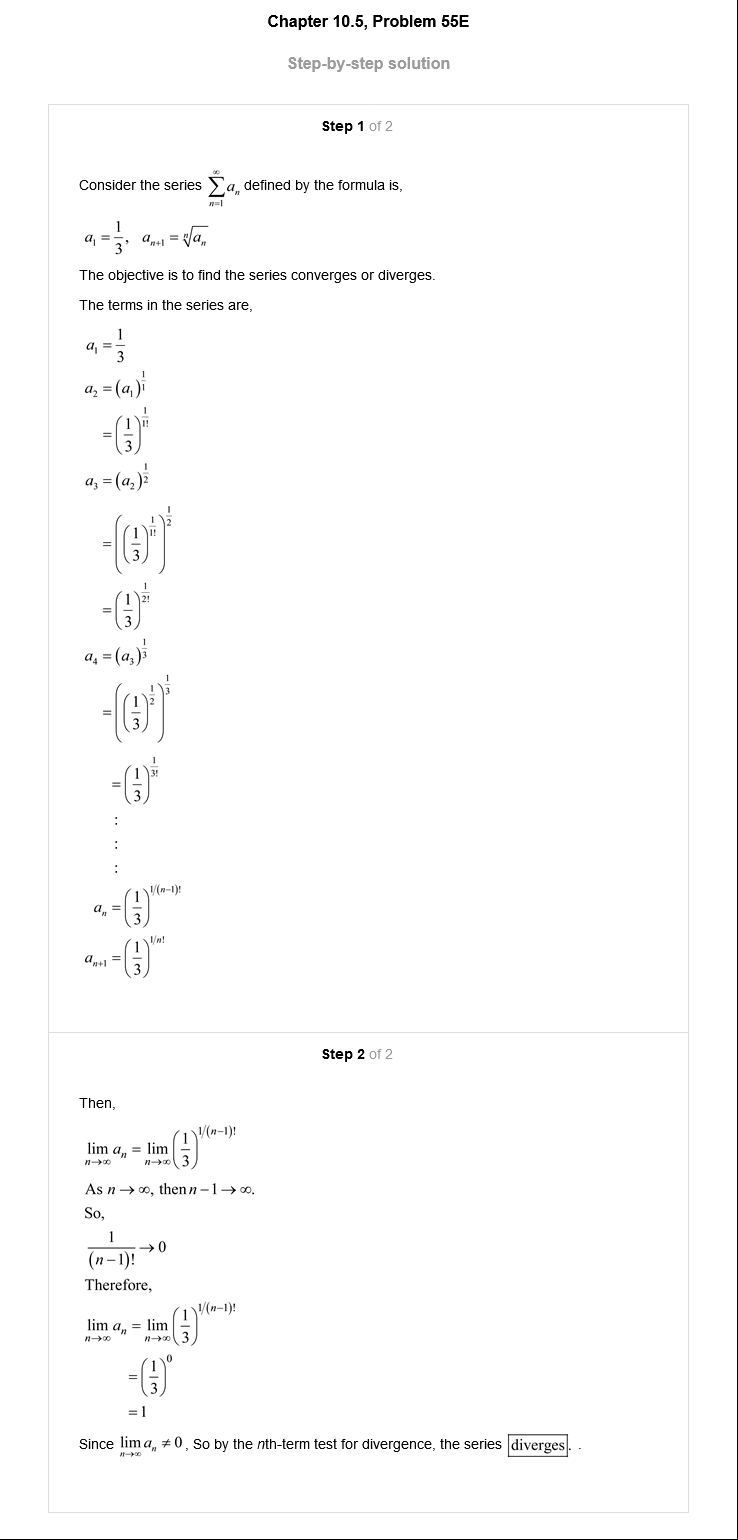 Chapter 10.5, Problem 55E
Step-by-step solution
Step 1 of 2
Consider the series $\sum_{n=1}^{\infty} a_n$ defined by the formula is,
$a_1 = \frac{1}{3}, \ a_{n+1} = \sqrt[n]{a_n}$
The objective is to find the series converges or diverges.
The terms in the series are,
$a_1 = \frac{1}{3}$
$a_2 = (a_1)^{\frac{1}{1}}$
$= \left(\frac{1}{3}\right)^{\frac{1}{1!}}$
$a_3 = (a_2)^{\frac{1}{2}}$
$= \left(\left(\frac{1}{3}\right)^{\frac{1}{1!}}\right)^{\frac{1}{2}}$
$= \left(\frac{1}{3}\right)^{\frac{1}{2!}}$
$a_4 = (a_3)^{\frac{1}{3}}$
$= \left(\left(\frac{1}{3}\right)^{\frac{1}{2}}\right)^{\frac{1}{3}}$
$= \left(\frac{1}{3}\right)^{\frac{1}{3!}}$
:
:
:
$a_n = \left(\frac{1}{3}\right)^{1/(n-1)!}$
$a_{n+1} = \left(\frac{1}{3}\right)^{1/n!}$
Step 2 of 2
Then,
$\lim_{n \to \infty} a_n = \lim_{n \to \infty} \left(\frac{1}{3}\right)^{1/(n-1)!}$
As $n \to \infty$, then $n-1 \to \infty$.
So,
$\frac{1}{(n-1)!} \to 0$
Therefore,
$\lim_{n \to \infty} a_n = \lim_{n \to \infty} \left(\frac{1}{3}\right)^{1/(n-1)!}$
$= \left(\frac{1}{3}\right)^0$
$= 1$
Since $\lim_{n \to \infty} a_n \neq 0$, So by the nth-term test for divergence, the series diverges. .